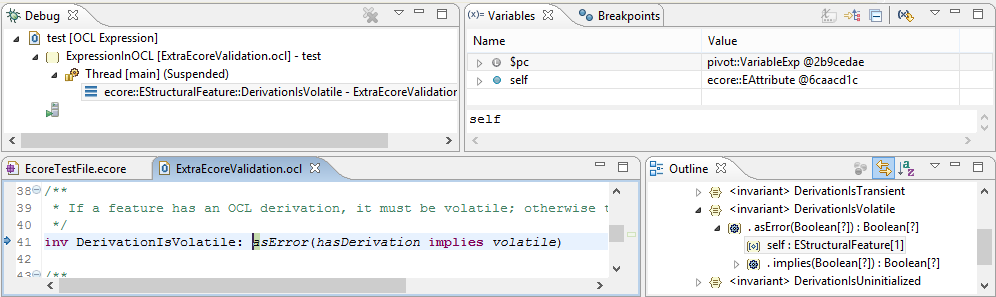 Debug
test [OCL Expression]
ExpressionInOCL [ExtraEcoreValidation.ocl] - test
Thread [main] (Suspended)
ecore::EStructuralFeature::DerivationIsVolatile - ExtraEcoreValidation
(x)= Variables
Breakpoints
Name Value
$pc pivot::VariableExp @2b9cedae
self ecore::EAttribute @6caacd1c
self
EcoreTestFile.ecore
ExtraEcoreValidation.ocl
38 /**
39 * If a feature has an OCL derivation, it must be volatile; otherwise t
40 */
41 inv DerivationIsVolatile: asError(hasDerivation implies volatile)
42
43 /**
Outline
<invariant> DerivationIsTransient
<invariant> DerivationIsVolatile
. asError(Boolean[?]) : Boolean[?]
self : EStructuralFeature[1]
. implies(Boolean[?]) : Boolean[?]
<invariant> DerivationIsUninitialized